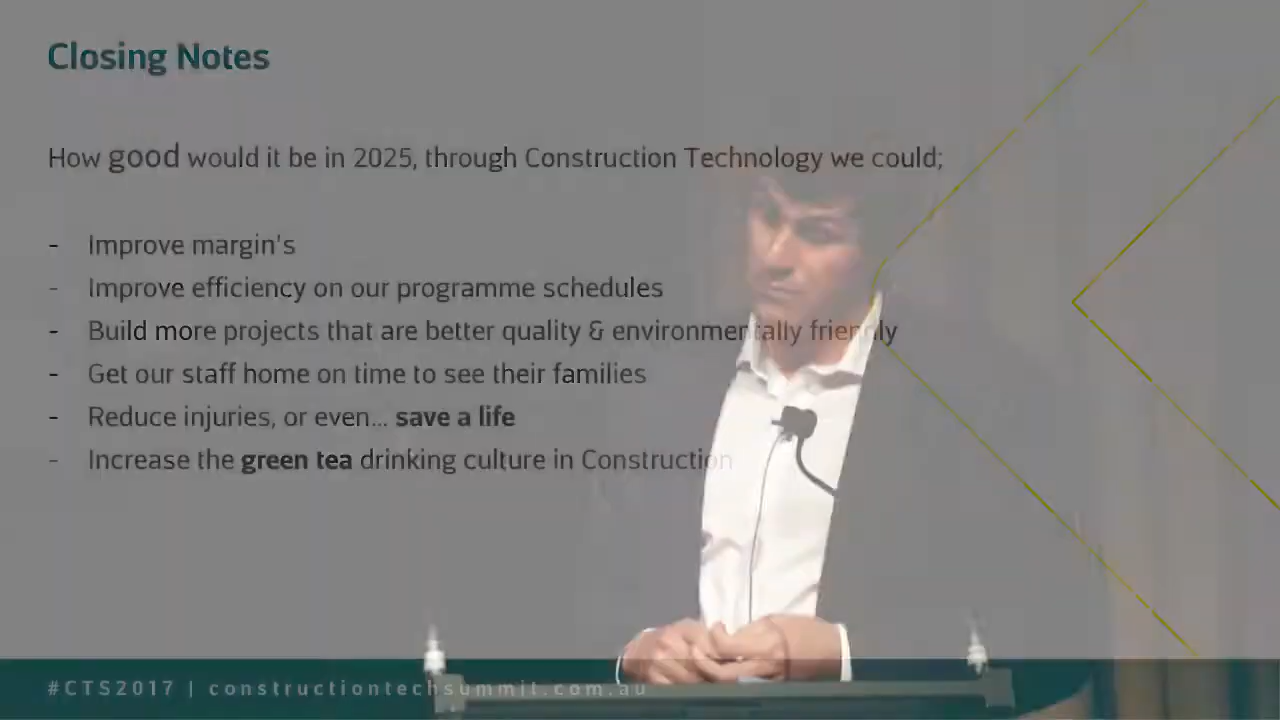 Closing Notes
How good would it be in 2025, through Construction Technology we could;
- Improve margin's
- Improve efficiency on our programme schedules
- Build more projects that are better quality & environmentally friendly
- Get our staff home on time to see their families
- Reduce injuries, or even... save a life
- Increase the green tea drinking culture in Construction
#CTS2017 | constructiontechsummit.com.au